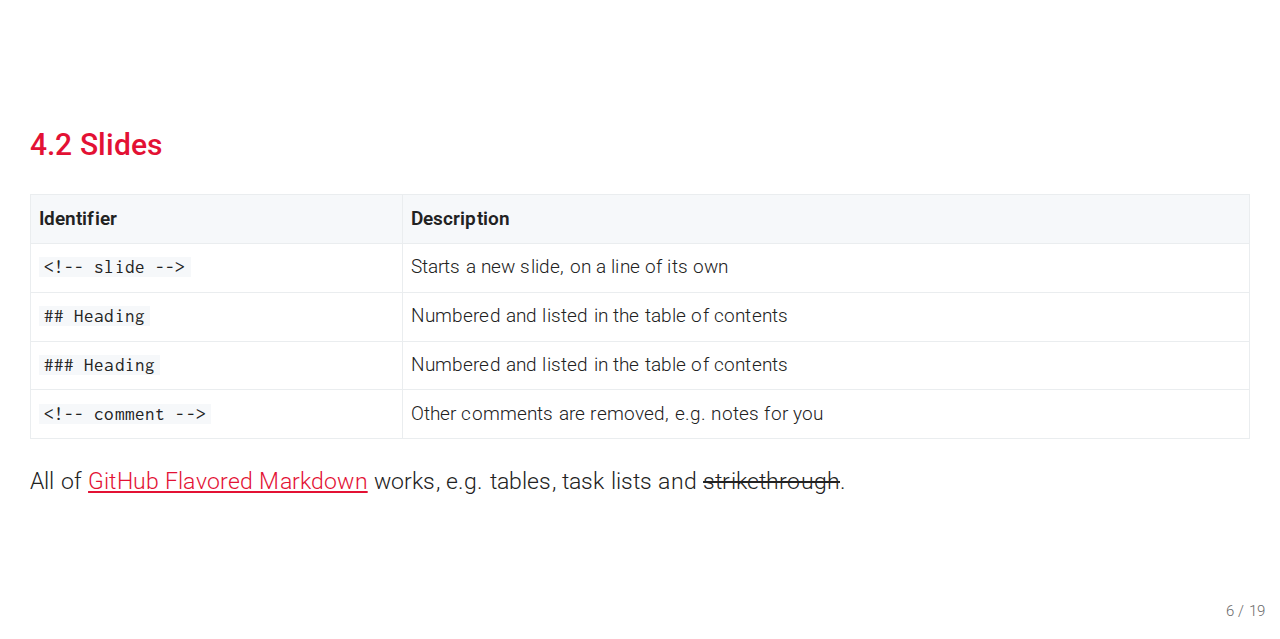 4.2 Slides
Identifier Description
<!-- slide --> Starts a new slide, on a line of its own
## Heading Numbered and listed in the table of contents
### Heading Numbered and listed in the table of contents
<!-- comment --> Other comments are removed, e.g. notes for you
All of GitHub Flavored Markdown works, e.g. tables, task lists and strikethrough.
6 / 19